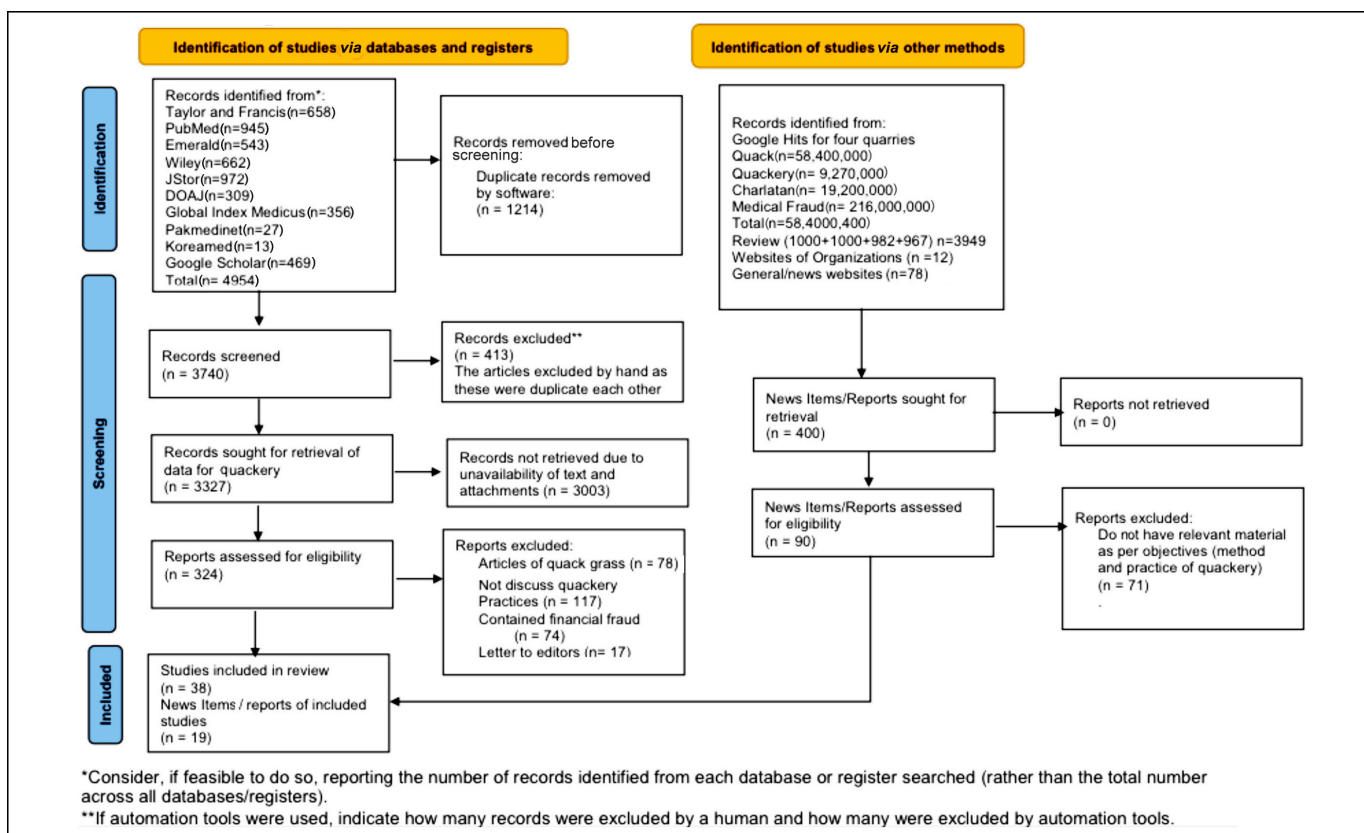 Identification of studies via databases and registers
Identification of studies via other methods
Identification
Records identified from*:
Taylor and Francis(n=658)
PubMed(n=945)
Emerald(n=543)
Wiley(n=662)
JStor(n=972)
DOAJ(n=309)
Global Index Medicus(n=356)
Pakmedinet(n=27)
Koreamed(n=13)
Google Scholar(n=469)
Total(n= 4954)
Records removed before
screening:
Duplicate records removed
by software:
(n = 1214)
Records identified from:
Google Hits for four quarries
Quack(n=58,400,000)
Quackery(n= 9,270,000)
Charlatan(n= 19,200,000)
Medical Fraud(n= 216,000,000)
Total(n=58,4000,400)
Review (1000+1000+982+967) n=3949
Websites of Organizations (n =12)
General/news websites (n=78)
Screening
Records screened
(n = 3740)
Records excluded**
(n = 413)
The articles excluded by hand as
these were duplicate each other
News Items/Reports sought for
retrieval
(n = 400)
Reports not retrieved
(n = 0)
Records sought for retrieval of
data for quackery
(n = 3327)
Records not retrieved due to
unavailability of text and
attachments (n = 3003)
News Items/Reports assessed
for eligibility
(n = 90)
Reports excluded:
Do not have relevant material
as per objectives (method
and practice of quackery)
(n = 71)
.
Reports assessed for eligibility
(n = 324)
Reports excluded:
Articles of quack grass (n = 78)
Not discuss quackery
Practices (n = 117)
Contained financial fraud
(n = 74)
Letter to editors (n= 17)
Included
Studies included in review
(n = 38)
News Items / reports of included
studies
(n = 19)
*Consider, if feasible to do so, reporting the number of records identified from each database or register searched (rather than the total number
across all databases/registers).
**If automation tools were used, indicate how many records were excluded by a human and how many were excluded by automation tools.